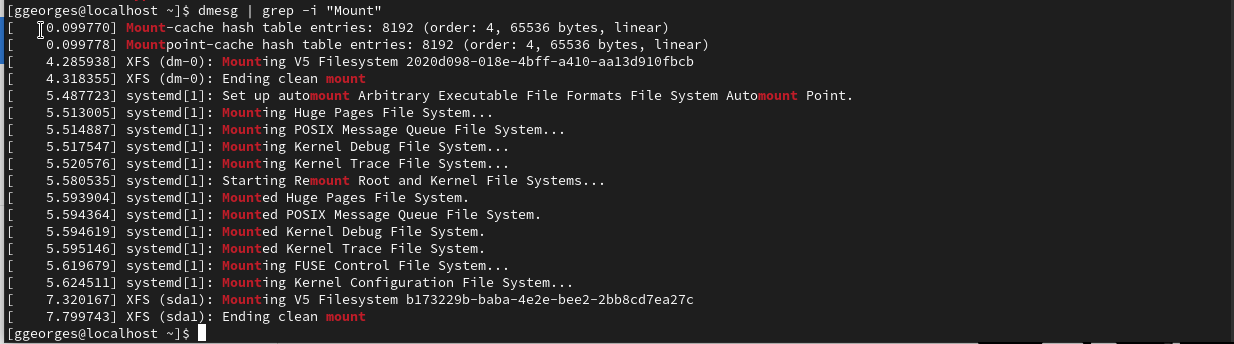 [ggeorges@localhost ~]$ dmesg | grep -i "Mount"
[    0.099770] Mount-cache hash table entries: 8192 (order: 4, 65536 bytes, linear)
[    0.099778] Mountpoint-cache hash table entries: 8192 (order: 4, 65536 bytes, linear)
[    4.285938] XFS (dm-0): Mounting V5 Filesystem 2020d098-018e-4bff-a410-aa13d910fbcb
[    4.318355] XFS (dm-0): Ending clean mount
[    5.487723] systemd[1]: Set up automount Arbitrary Executable File Formats File System Automount Point.
[    5.513005] systemd[1]: Mounting Huge Pages File System...
[    5.514887] systemd[1]: Mounting POSIX Message Queue File System...
[    5.517547] systemd[1]: Mounting Kernel Debug File System...
[    5.520576] systemd[1]: Mounting Kernel Trace File System...
[    5.580535] systemd[1]: Starting Remount Root and Kernel File Systems...
[    5.593904] systemd[1]: Mounted Huge Pages File System.
[    5.594364] systemd[1]: Mounted POSIX Message Queue File System.
[    5.594619] systemd[1]: Mounted Kernel Debug File System.
[    5.595146] systemd[1]: Mounted Kernel Trace File System.
[    5.619679] systemd[1]: Mounting FUSE Control File System...
[    5.624511] systemd[1]: Mounting Kernel Configuration File System...
[    7.320167] XFS (sda1): Mounting V5 Filesystem b173229b-baba-4e2e-bee2-2bb8cd7ea27c
[    7.799743] XFS (sda1): Ending clean mount
[ggeorges@localhost ~]$